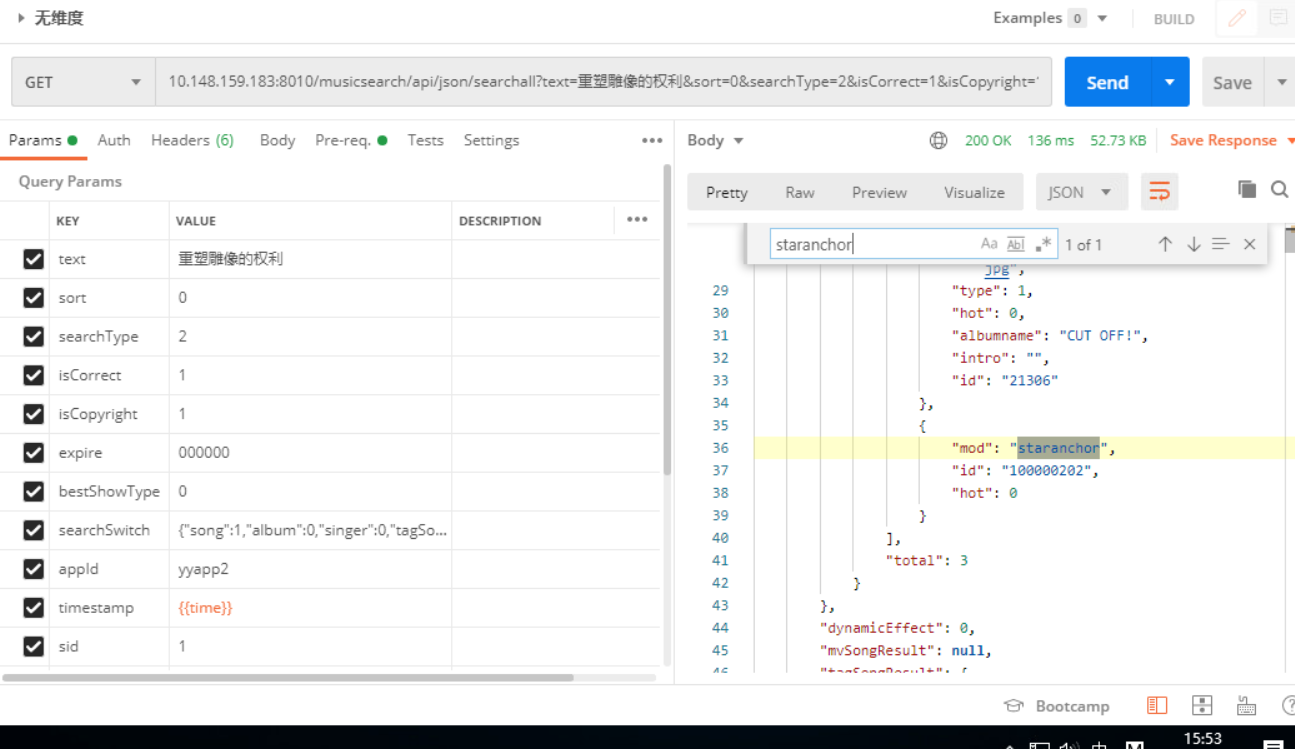 无维度
Examples 0
BUILD
GET
10.148.159.183:8010/musicsearch/api/json/searchall?text=重塑雕像的权利&sort=0&searchType=2&isCorrect=1&isCopyright=
Send
Save
Params
Auth
Headers (6)
Body
Pre-req.
Tests
Settings
Query Params
KEY VALUE DESCRIPTION
text 重塑雕像的权利
sort 0
searchType 2
isCorrect 1
isCopyright 1
expire 000000
bestShowType 0
searchSwitch {"song":1,"album":0,"singer":0,"tagSo...
appId yyapp2
timestamp {{time}}
sid 1
Body
200 OK 136 ms 52.73 KB
Save Response
Pretty Raw Preview Visualize JSON
staranchor
Aa Abl .*
1 of 1
jpg",
29 "type": 1,
30 "hot": 0,
31 "albumname": "CUT OFF!",
32 "intro": "",
33 "id": "21306"
34 },
35 {
36 "mod": "staranchor",
37 "id": "100000202",
38 "hot": 0
39 }
40 ],
41 "total": 3
42 }
43 },
44 "dynamicEffect": 0,
45 "mvSongResult": null,
46 "tagSongResult": {
Bootcamp
中
15:53